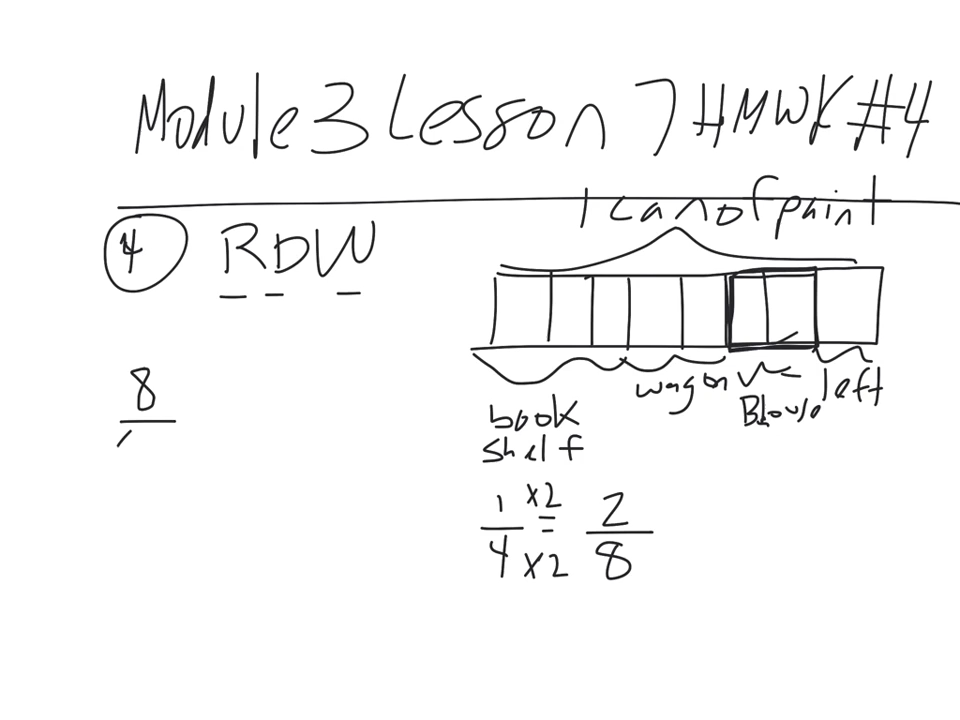 Module 3 Lesson 7 HMWK #4
1 can of paint
4 RDW
wagon
left
book
shelf
8
1 x2 = 2
4 x2 8